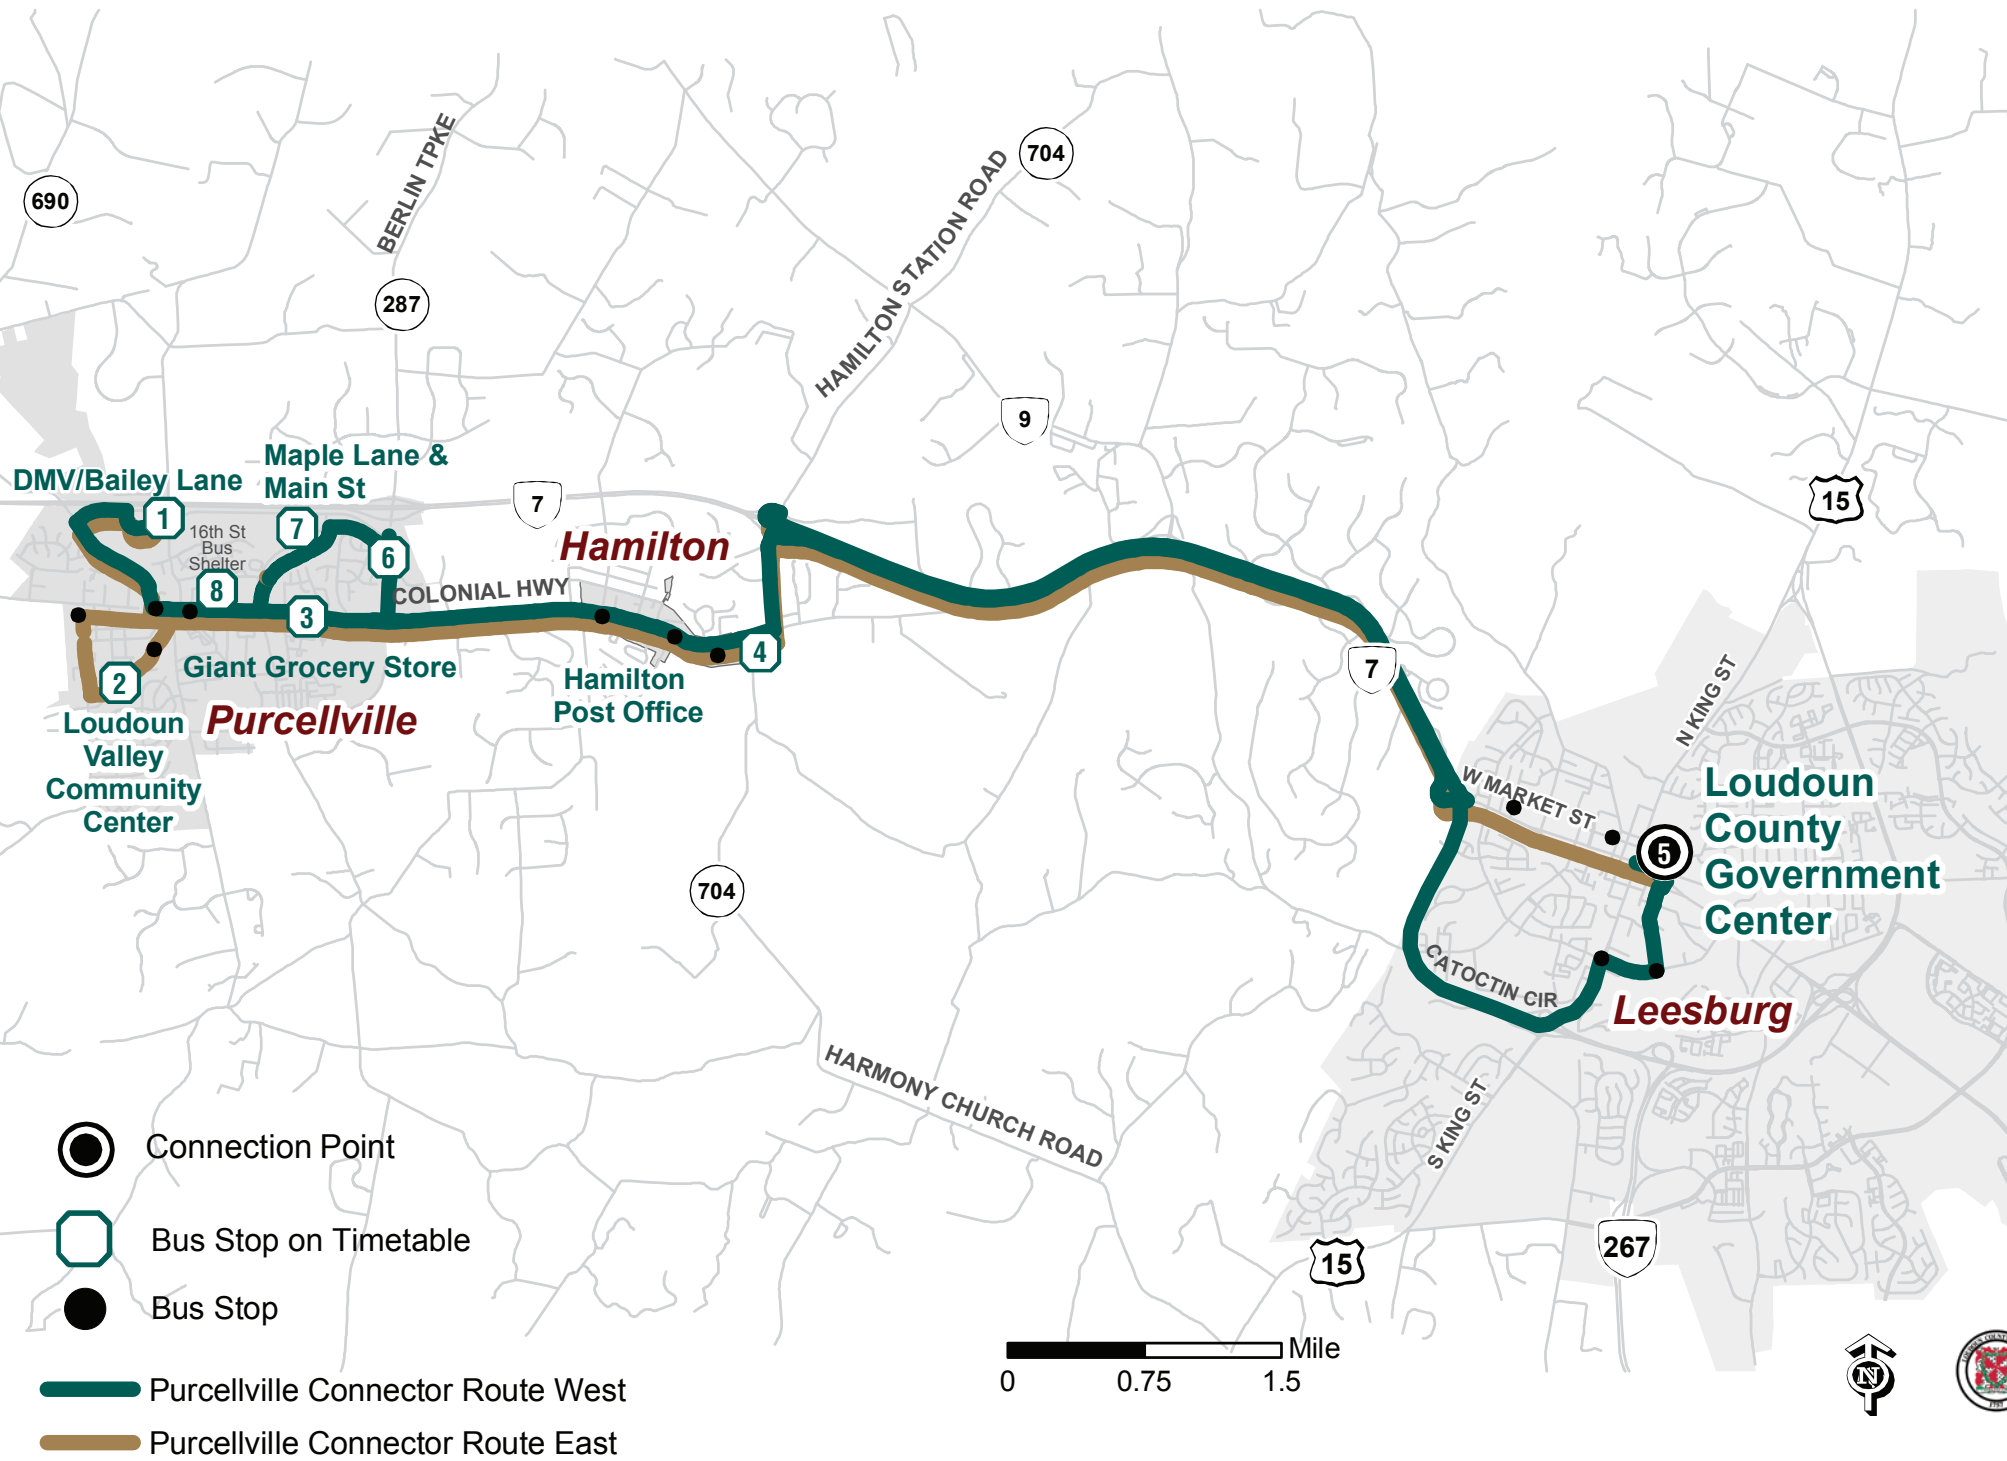 690
BERLIN TPKE
287
HAMILTON STATION ROAD
704
9
15
DMV/Bailey Lane
Maple Lane &
Main St
7
1
16th St
Bus
Shelter
7
6
8
3
Hamilton
COLONIAL HWY
4
2
Giant Grocery Store
Loudoun
Valley
Community
Center
Purcellville
Hamilton
Post Office
7
N KING ST
W MARKET ST
5
Loudoun
County
Government
Center
704
CATOCTIN CIR
Leesburg
HARMONY CHURCH ROAD
S KING ST
15
267
Connection Point
Bus Stop on Timetable
Bus Stop
Purcellville Connector Route West
Purcellville Connector Route East
Mile
0 0.75 1.5
N